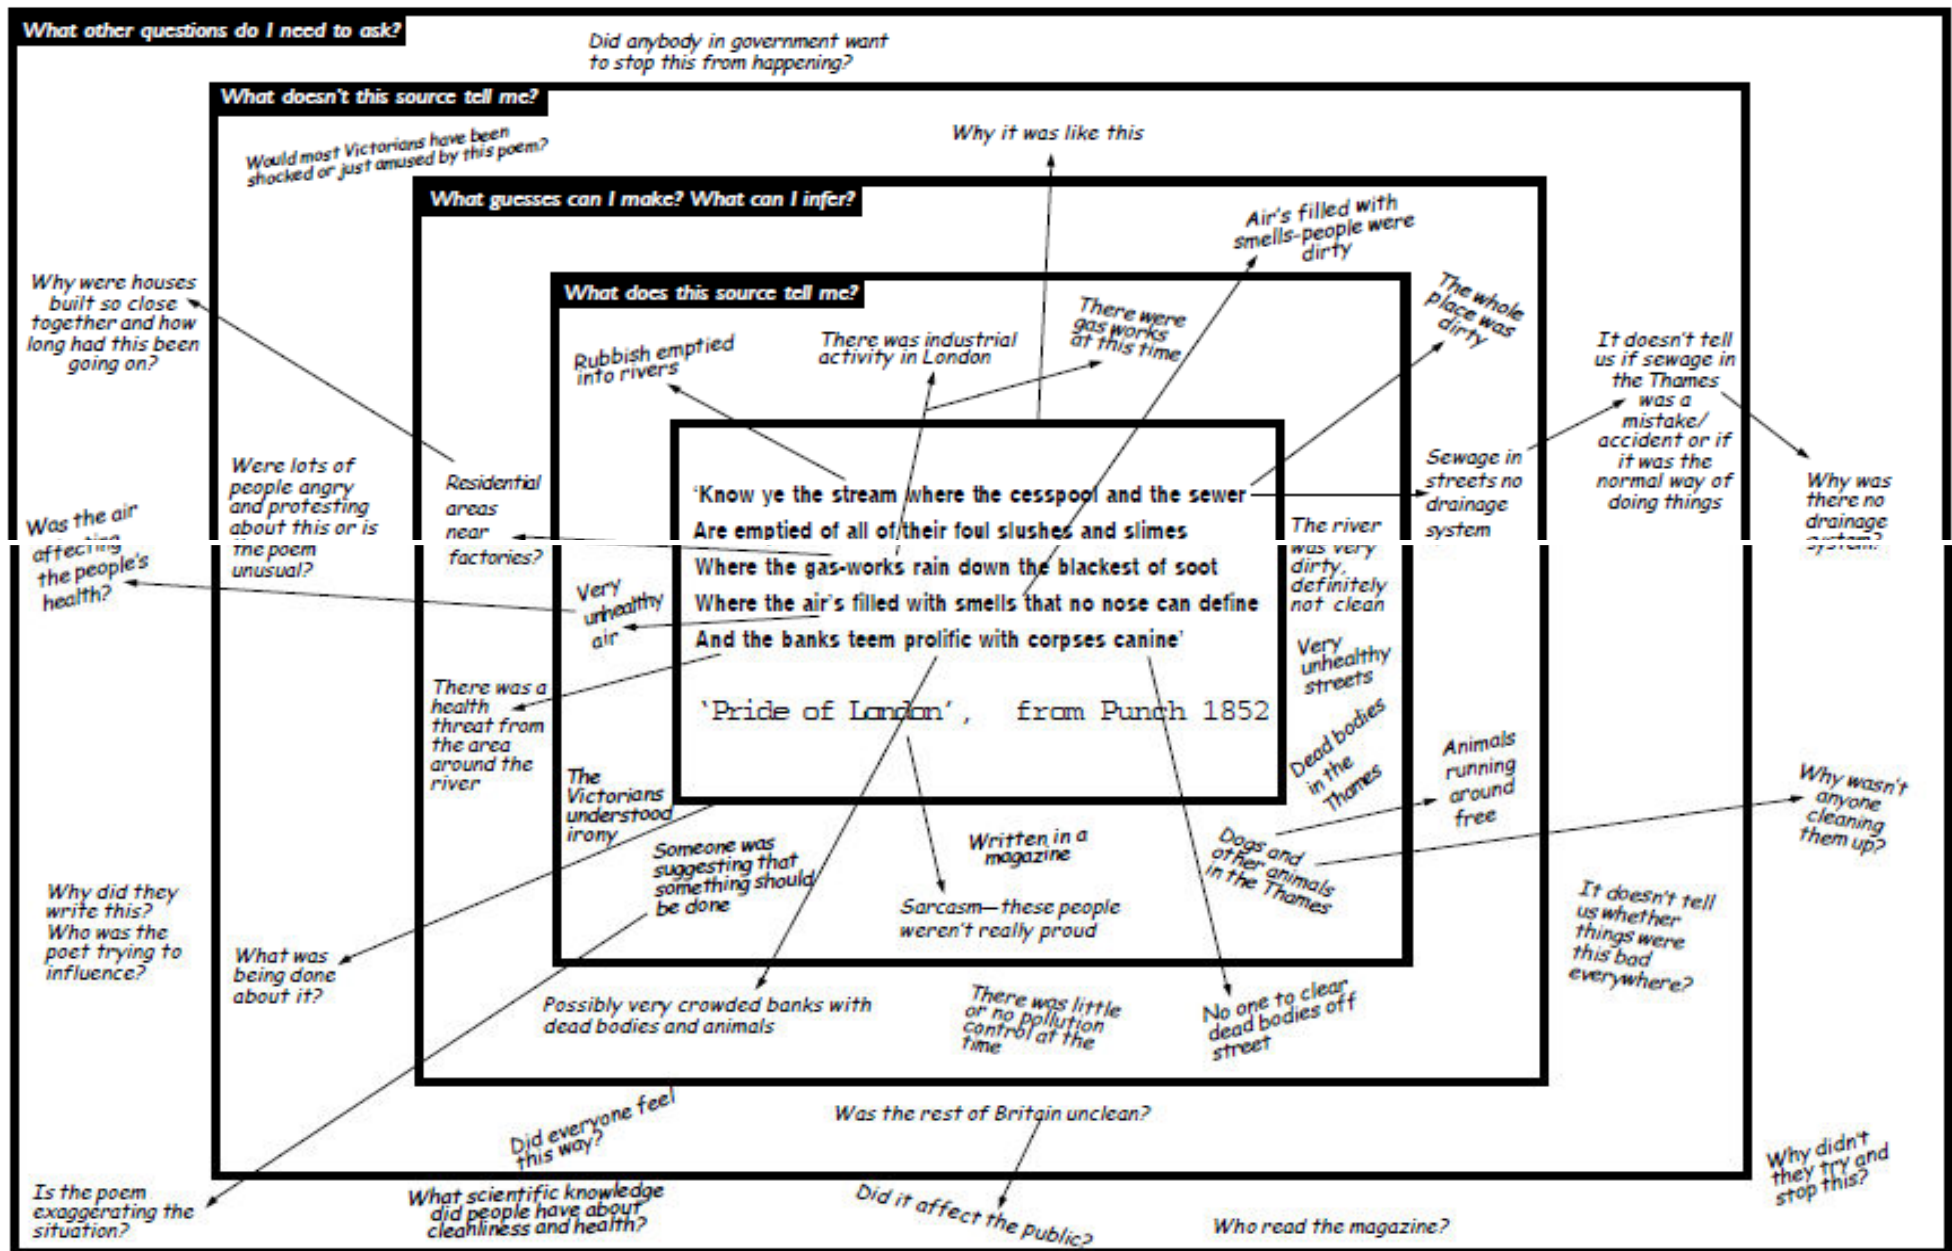 What other questions do I need to ask?
Did anybody in government want
to stop this from happening?
What doesn't this source tell me?
Would most Victorians have been
shocked or just amused by this poem?
Why it was like this
What guesses can I make? What can I infer?
Air's filled with
smells-people were
dirty
What does this source tell me?
Why were houses
built so close
together and how
long had this been
going on?
Rubbish emptied
into rivers
There was industrial
activity in London
There were
gas works
at this time
The whole
place was
dirty
It doesn't tell
us if sewage in
the Thames
was a
mistake/
accident or if
it was the
normal way of
doing things
Were lots of
people angry
and protesting
about this or is
the poem
unusual?
Residential
areas
near
factories?
Sewage in
streets no
drainage
system
Why was
there no
drainage
system?
Was the air
affecting
the people's
health?
Very
unhealthy
air
'Know ye the stream where the cesspool and the sewer
Are emptied of all of their foul slushes and slimes
Where the gas-works rain down the blackest of soot
Where the air's filled with smells that no nose can define
And the banks teem prolific with corpses canine'
'Pride of London', from Punch 1852
The river
was very
dirty,
definitely
not clean
Very
unhealthy
streets
Dead bodies
in the
Thames
There was a
health
threat from
the area
around the
river
The
Victorians
understood
irony
Someone was
suggesting that
something should
be done
Written in a
magazine
Sarcasm—these people
weren't really proud
Dogs and
other animals
in the Thames
Animals
running
around
free
Why wasn't
anyone
cleaning
them up?
Why did they
write this?
Who was the
poet trying to
influence?
What was
being done
about it?
It doesn't tell
us whether
things were
this bad
everywhere?
Possibly very crowded banks with
dead bodies and animals
There was little
or no pollution
control at the
time
No one to clear
dead bodies off
street
Did everyone feel
this way?
Was the rest of Britain unclean?
Is the poem
exaggerating the
situation?
What scientific knowledge
did people have about
cleanliness and health?
Did it affect the public?
Who read the magazine?
Why didn't
they try and
stop this?